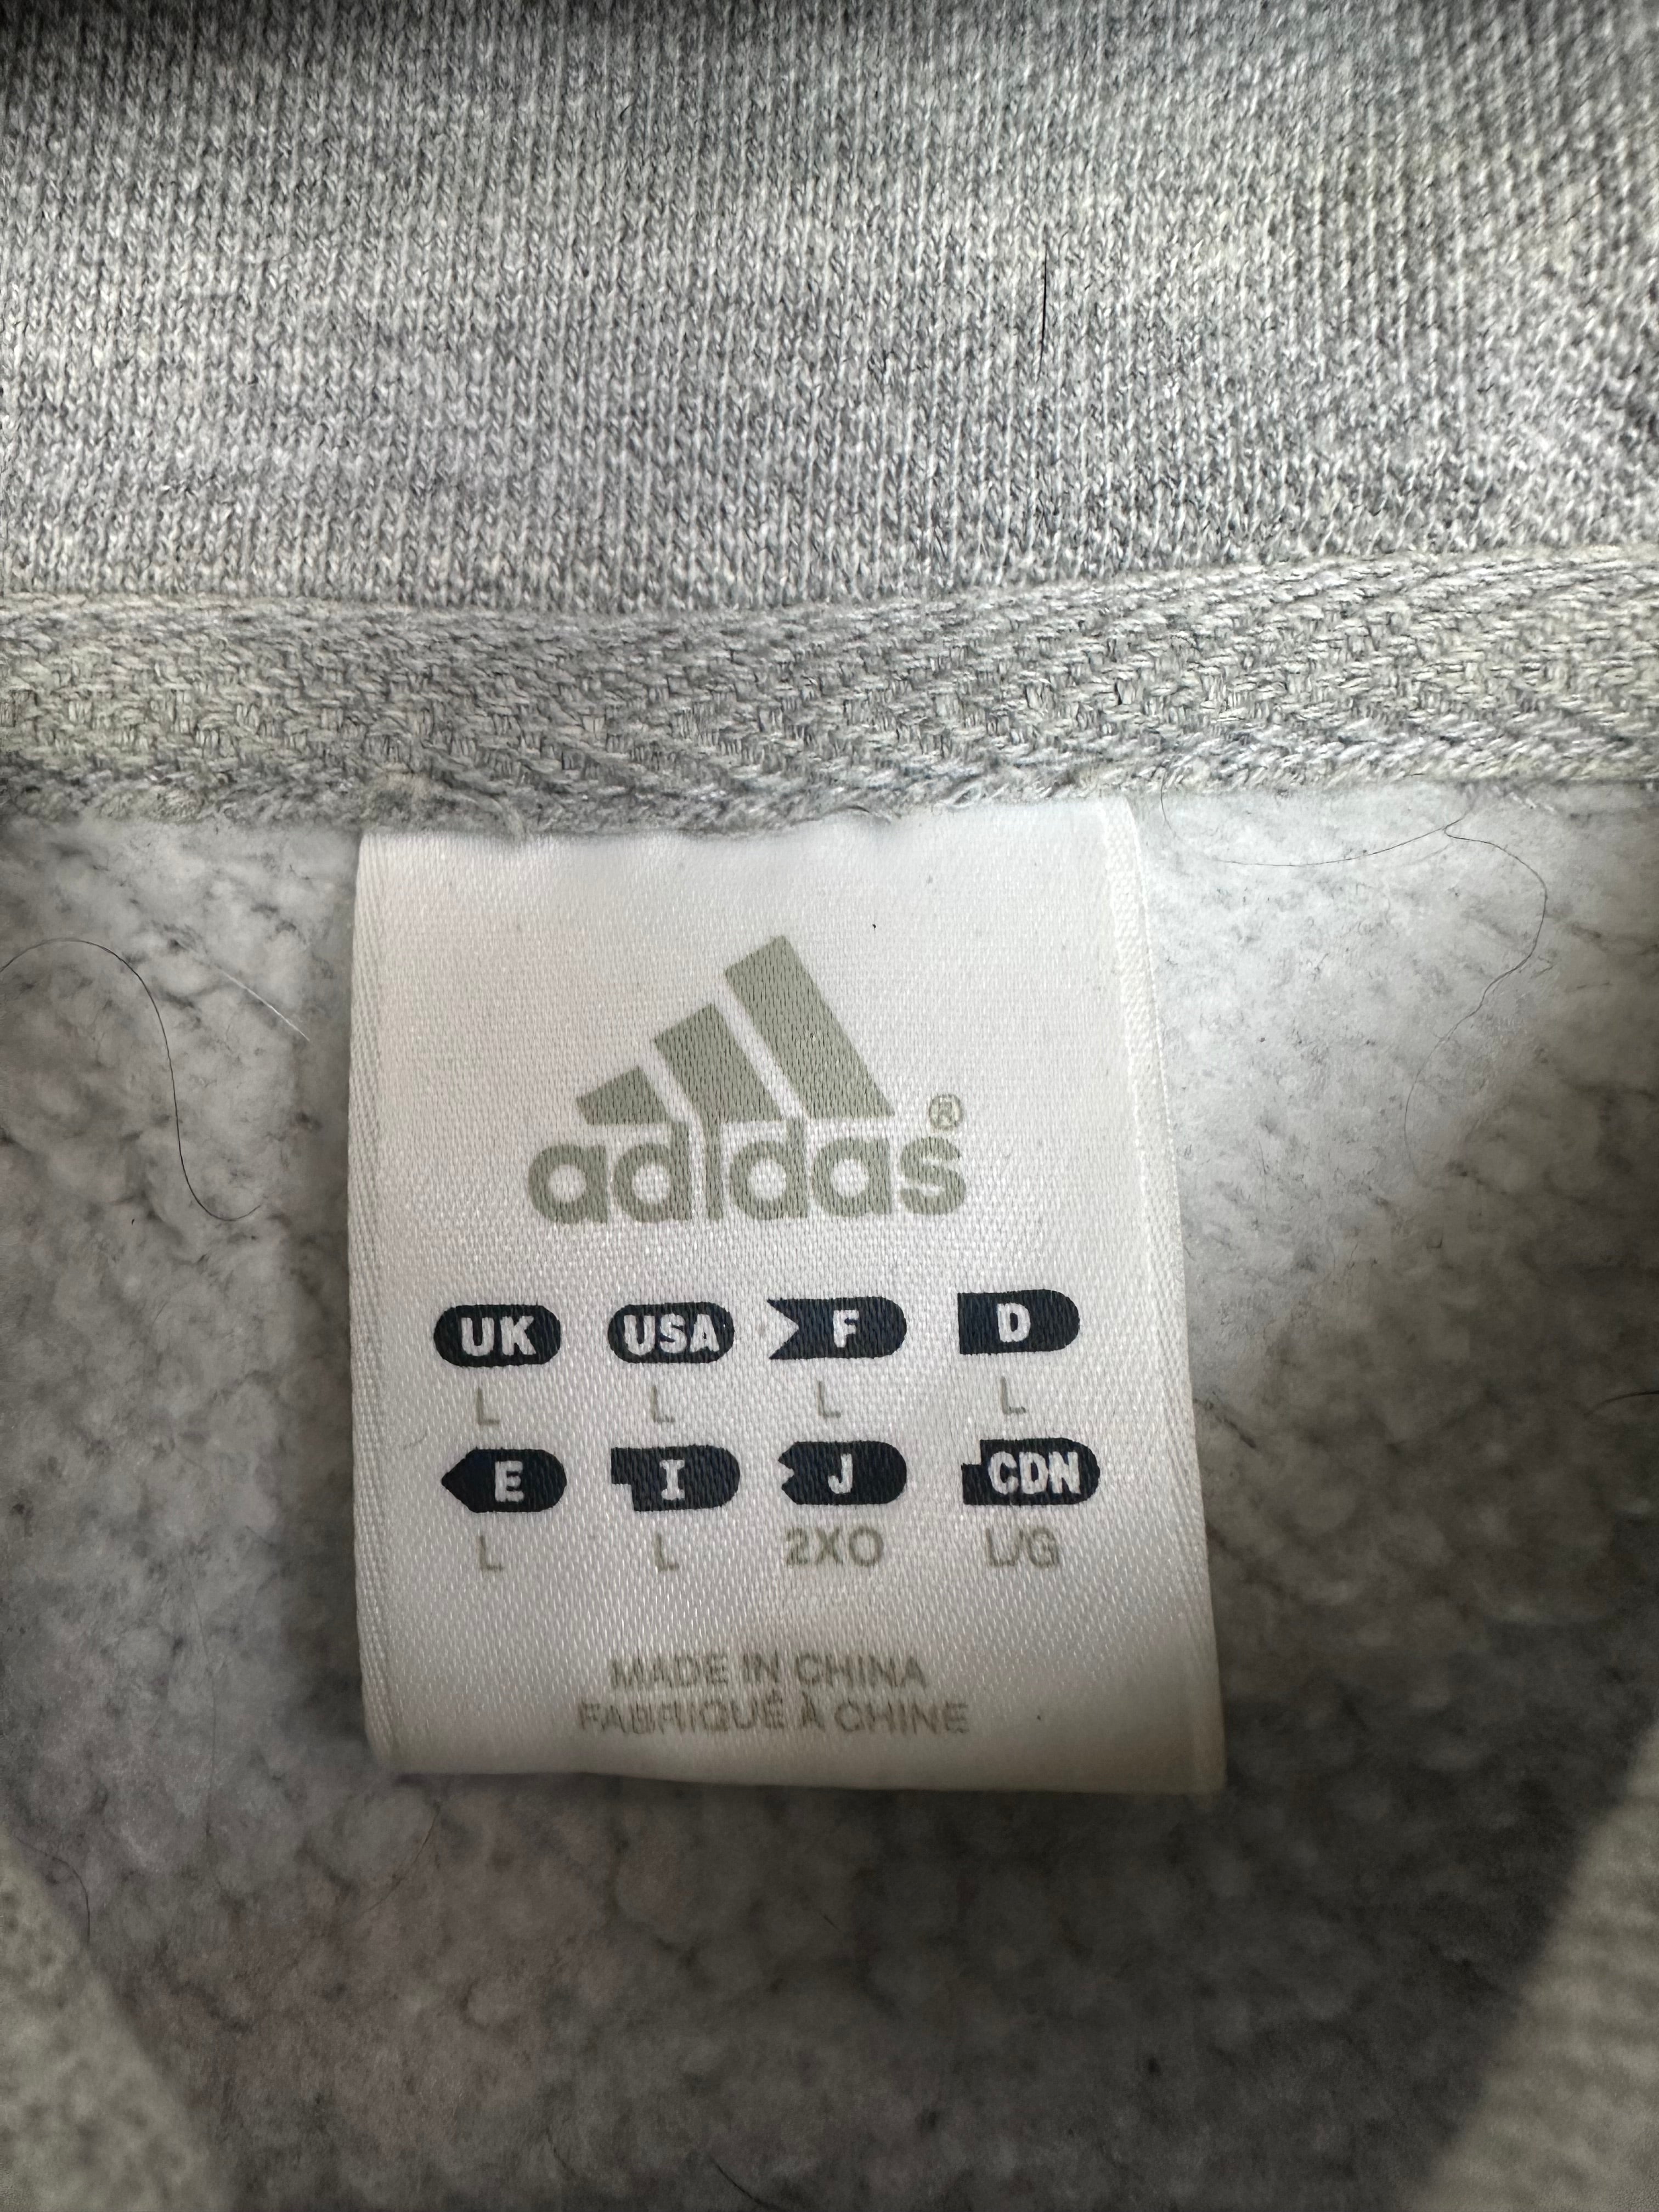 adidas®
UK USA F D
L L L L
E I J CDN
L L 2XO L/G
MADE IN CHINA
FABRIQUÉ À CHINE